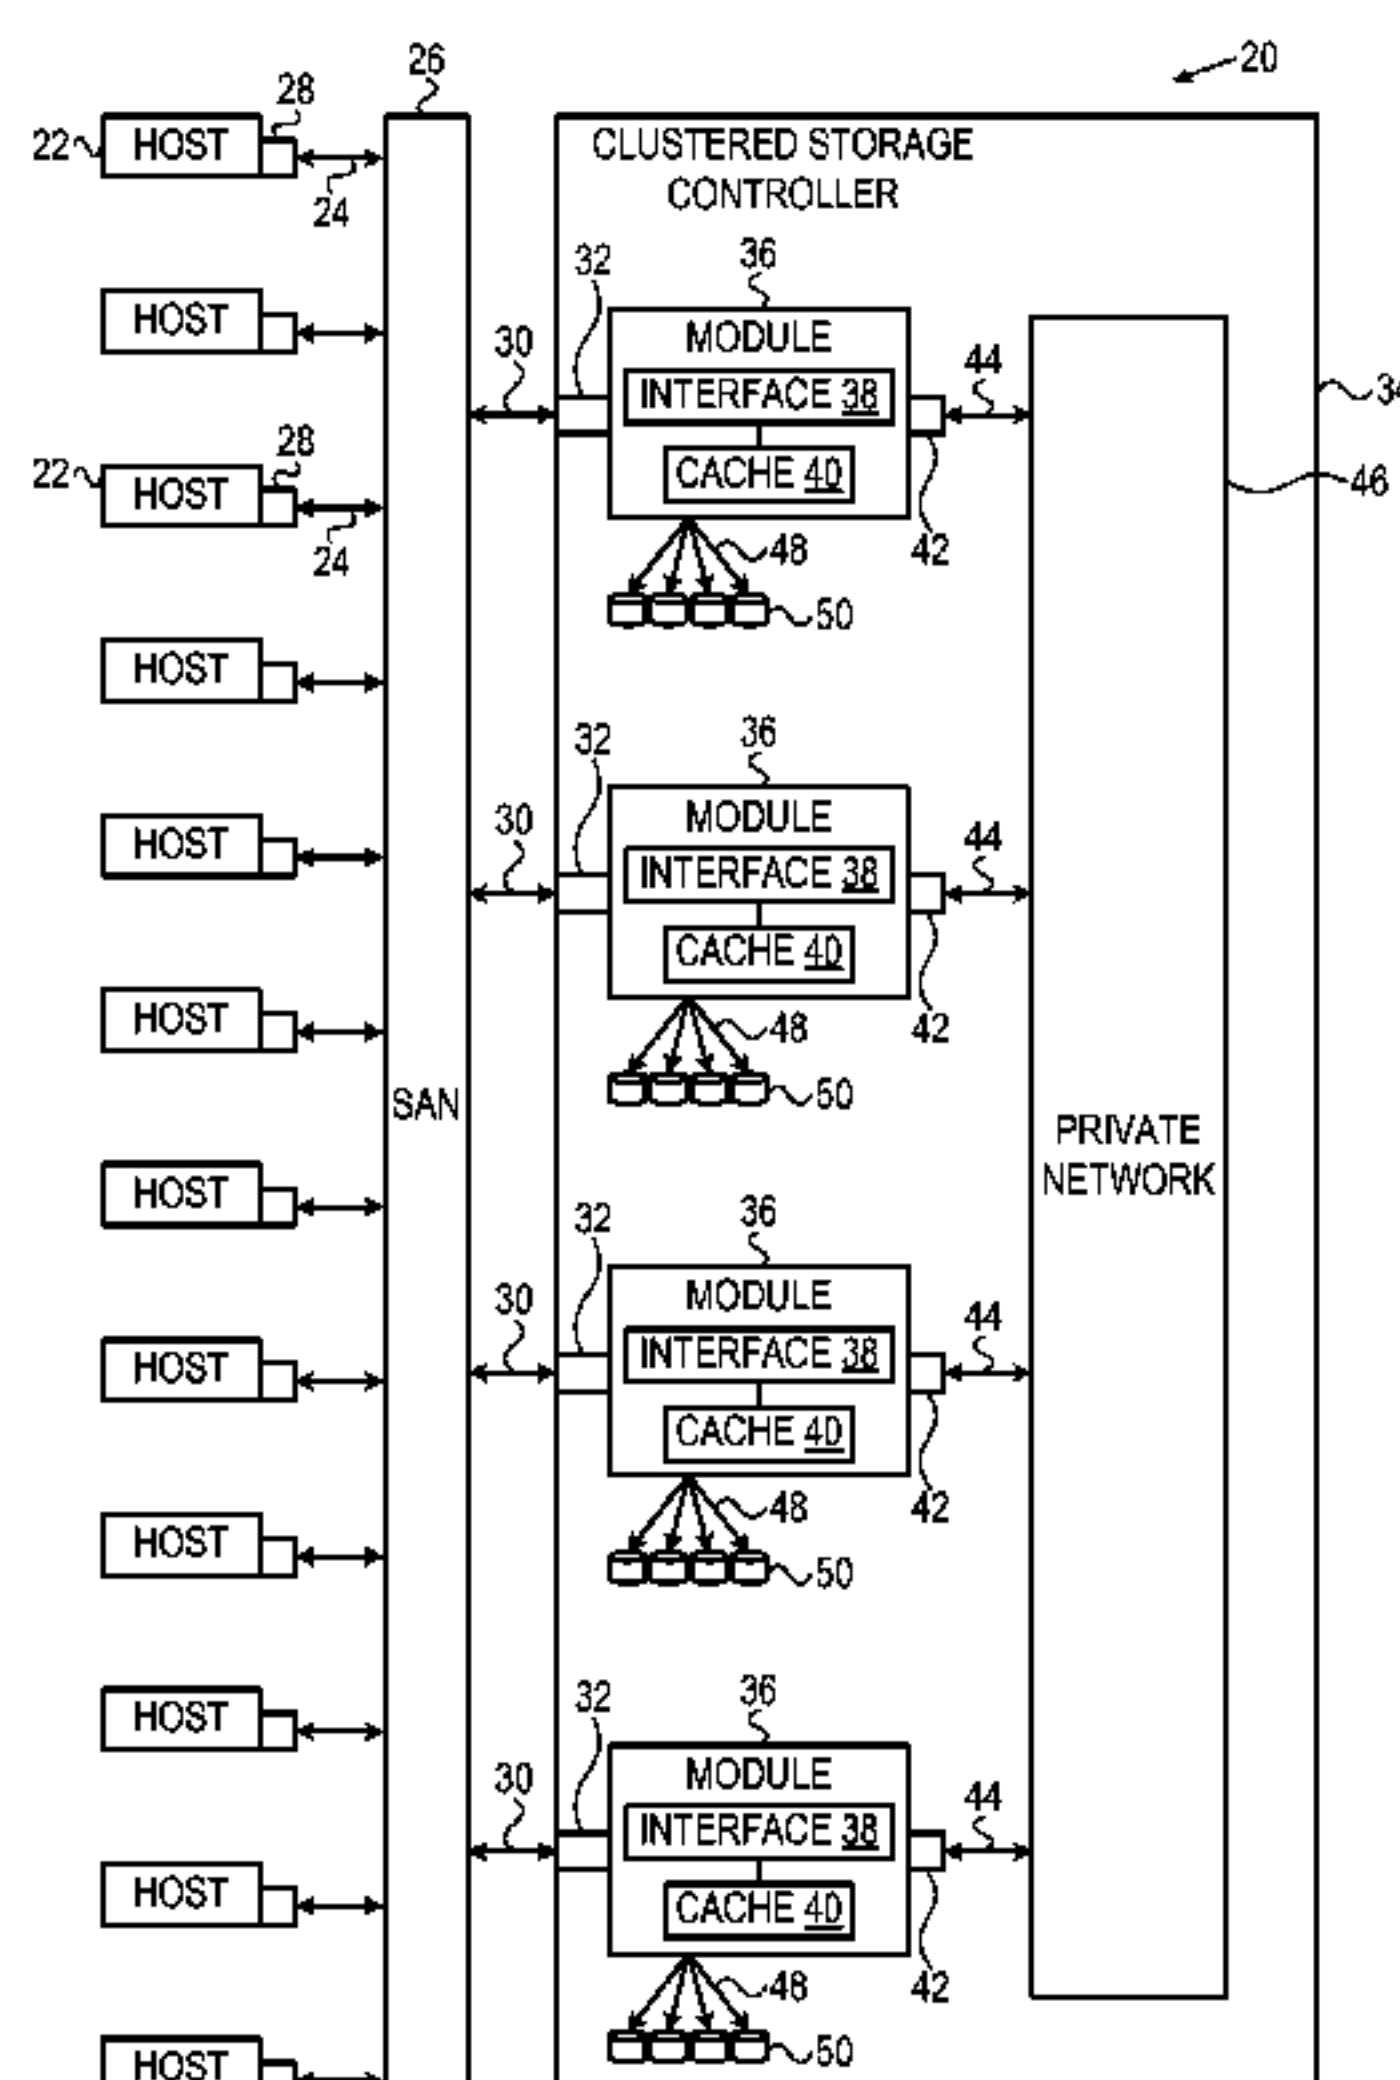 20
26
28
22 HOST
24
CLUSTERED STORAGE
CONTROLLER
HOST
32
36
MODULE
30
INTERFACE 38
44
CACHE 40
46
28
22 HOST
24
48
42
50
HOST
32
36
MODULE
30
INTERFACE 38
44
HOST
CACHE 40
48
42
HOST
50
SAN
PRIVATE
NETWORK
HOST
32
36
MODULE
30
INTERFACE 38
44
HOST
CACHE 40
48
42
HOST
50
32
36
HOST
MODULE
30
INTERFACE 38
44
HOST
CACHE 40
48
42
50
HOST